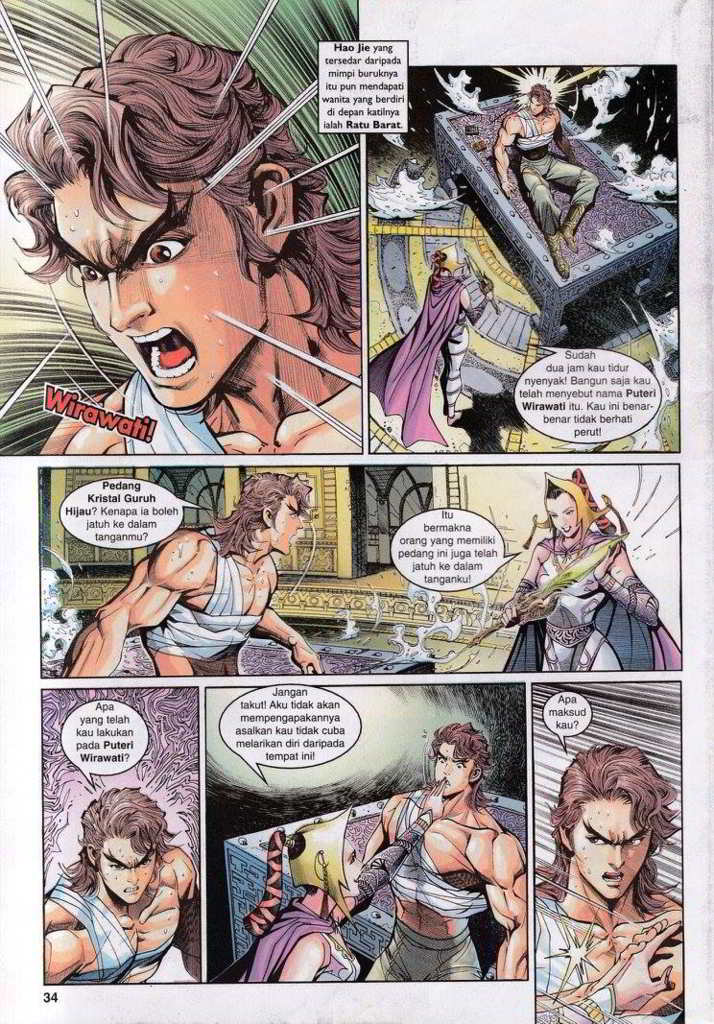 Hao Jie yang
tersedar daripada
mimpi buruknya
itu pun mendapati
wanita yang berdiri
di depan katilnya
ialah Ratu Barat.
Wirawati!
Sudah
dua jam kau tidur
nyenyak! Bangun saja kau
telah menyebut nama Puteri
Wirawati itu. Kau ini benar-
benar tidak berhati
perut!
Pedang
Kristal Guruh
Hijau? Kenapa ia boleh
jatuh ke dalam
tanganmu?
Itu
bermakna
orang yang memiliki
pedang ini juga telah
jatuh ke dalam
tanganku!
Apa
yang telah
kau lakukan
pada Puteri
Wirawati?
Jangan
takut! Aku tidak akan
mempengapakannya
asalkan kau tidak cuba
melarikan diri daripada
tempat ini!
Apa
maksud
kau?
34